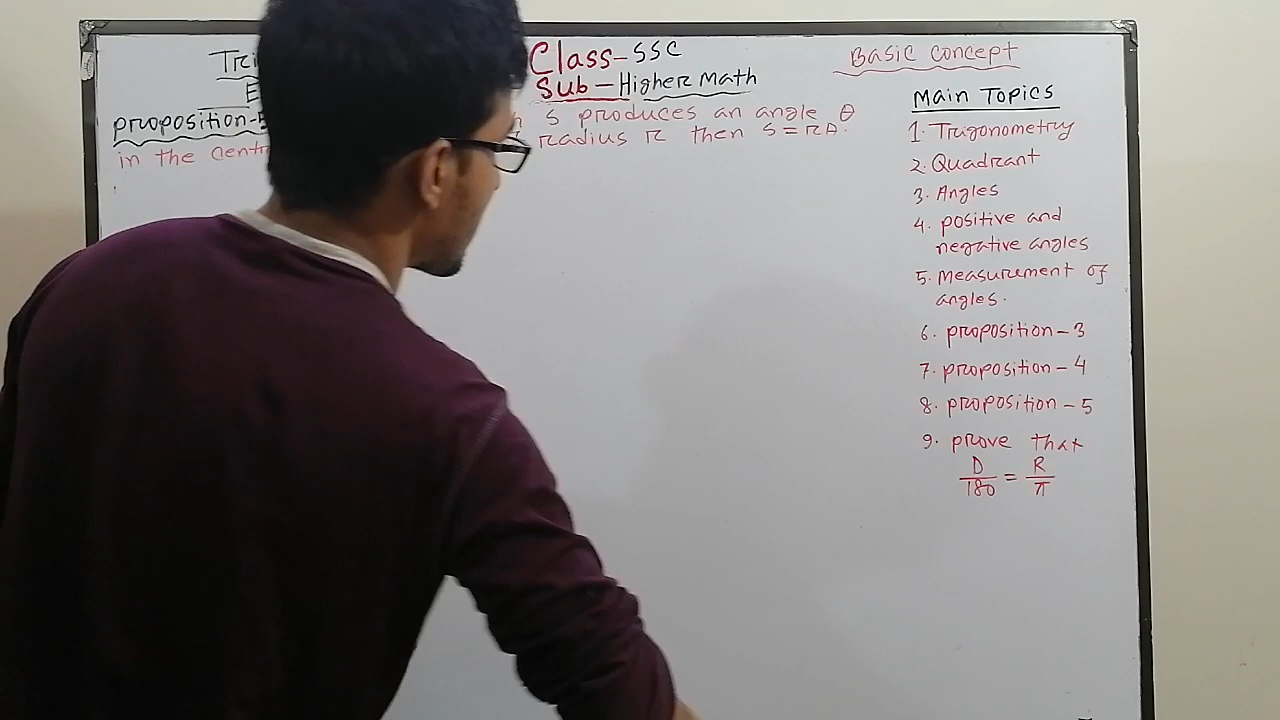 Class-SSC
Sub-Higher Math
proposition-
S produces an angle θ
in the radius r then S=rθ.
Basic concept
Main Topics
1. Trigonometry
2. Quadrant
3. Angles
4. positive and
negative angles
5. measurement of
angles.
6. proposition-3
7. proposition-4
8. proposition-5
9. prove that
D/180 = R/π